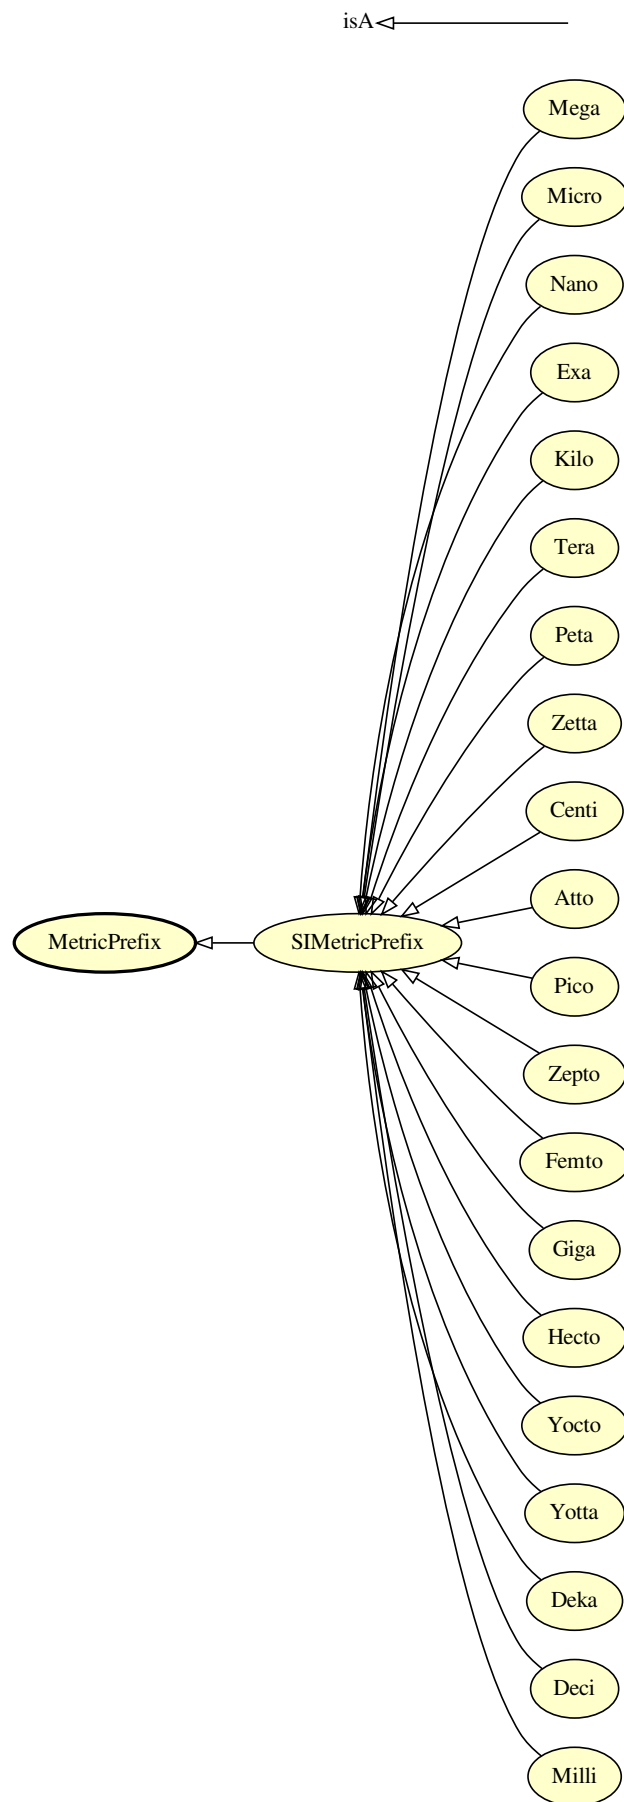 isA
Mega
Micro
Nano
Exa
Kilo
Tera
Peta
Zetta
Centi
Atto
MetricPrefix
SIMetricPrefix
Pico
Zepto
Femto
Giga
Hecto
Yocto
Yotta
Deka
Deci
Milli